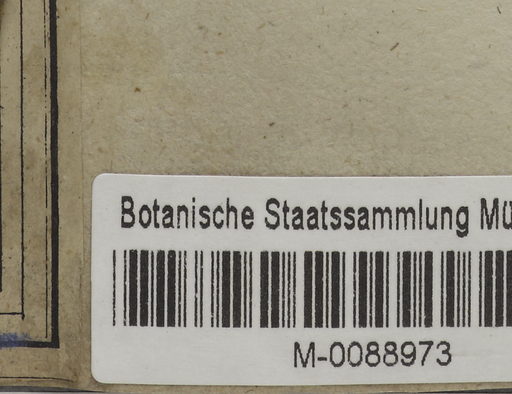 Botanische Staatssammlung Mü
M-0088973